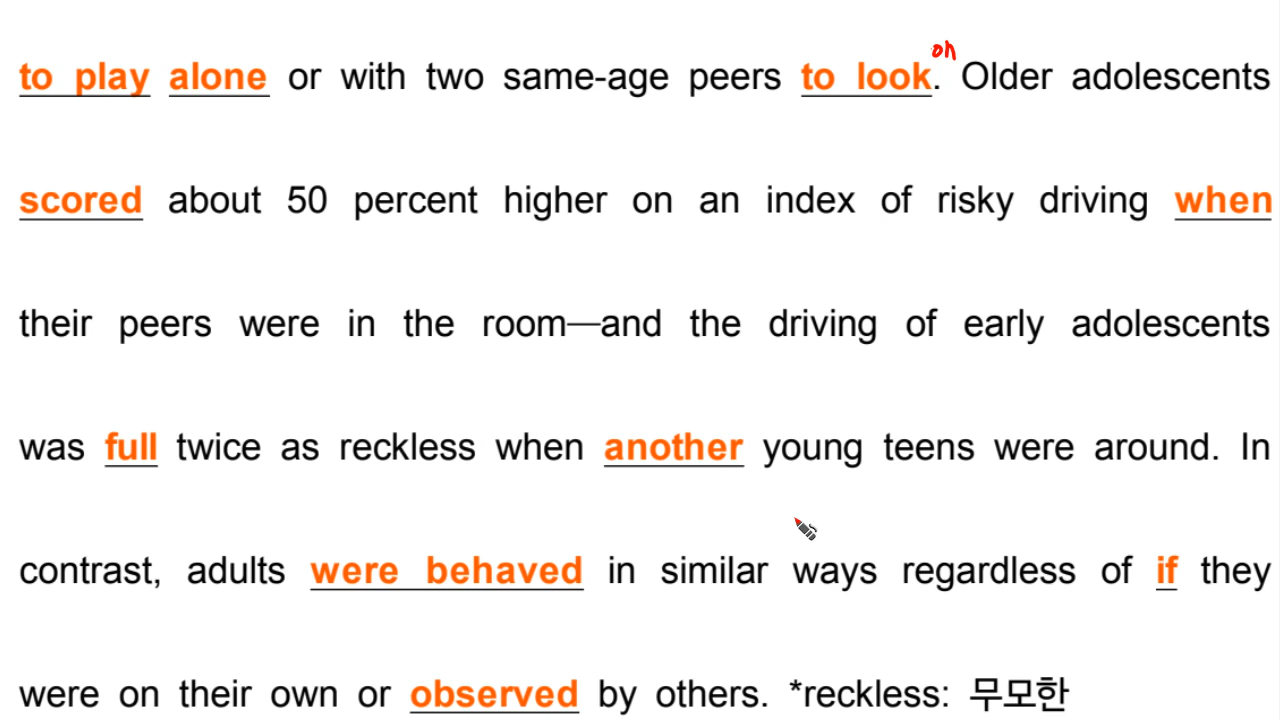 to play alone or with two same-age peers to look on. Older adolescents
scored about 50 percent higher on an index of risky driving when
their peers were in the room—and the driving of early adolescents
was full twice as reckless when another young teens were around. In
contrast, adults were behaved in similar ways regardless of if they
were on their own or observed by others. *reckless: 무모한